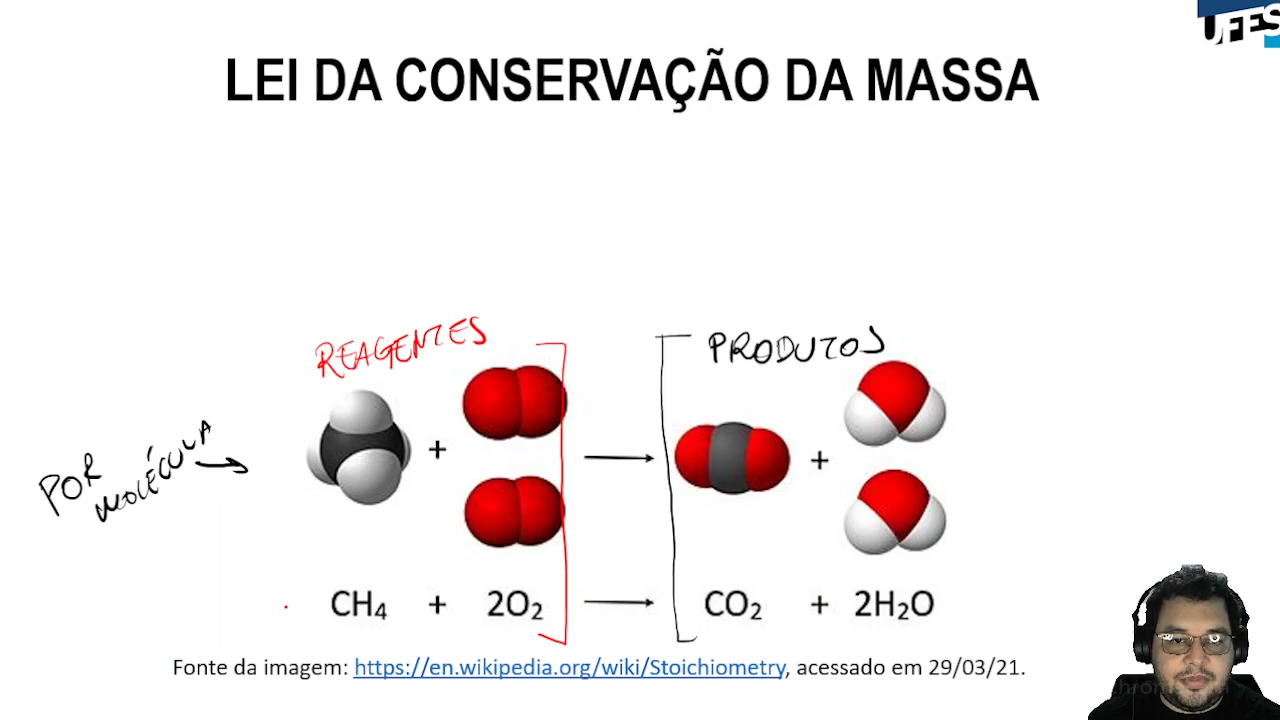 UFES
LEI DA CONSERVAÇÃO DA MASSA
REAGENTES
PRODUTOS
POR
MOLÉCULA
+
+
CH₄ + 2O₂ → CO₂ + 2H₂O
Fonte da imagem: https://en.wikipedia.org/wiki/Stoichiometry, acessado em 29/03/21.